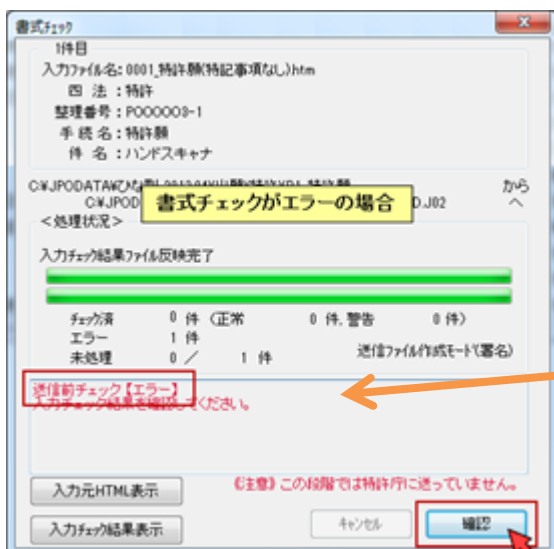 書式チェック
1件目
入力ファイル名: 0001_特許願(特記事項なし).htm
四 法 : 特許
整理番号 : P000003-1
手 続 名 : 特許願
件 名 : ハンドスキャナ
から
C:¥JPOD
D.J02 へ
書式チェックがエラーの場合
<処理状況>
入力チェック結果ファイル反映完了
チェック済 0 件 (正常 0 件, 警告 0 件)
エラー 1 件
未処理 0 / 1 件
送信ファイル作成モード(署名)
送信前チェック【エラー】
入力チェック結果を確認してください。
《注意》この段階では特許庁に送っていません。
入力元HTML表示
入力チェック結果表示
キャンセル
確認